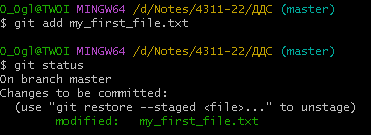 O_Ogl@TWOI MINGW64 /d/Notes/4311-22/ДДС (master)
$ git add my_first_file.txt
O_Ogl@TWOI MINGW64 /d/Notes/4311-22/ДДС (master)
$ git status
On branch master
Changes to be committed:
  (use "git restore --staged <file>..." to unstage)
        modified:   my_first_file.txt